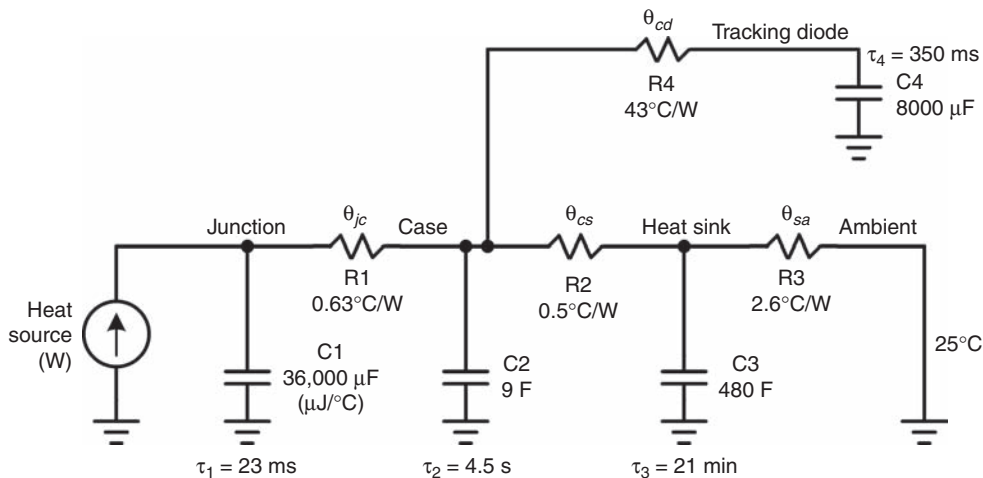 θcd
Tracking diode
τ4 = 350 ms
R4
43°C/W
C4
8000 μF
Junction
θjc
Case
θcs
Heat sink
θsa
Ambient
R1
0.63°C/W
R2
0.5°C/W
R3
2.6°C/W
Heat
source
(W)
C1
36,000 μF
(μJ/°C)
C2
9 F
C3
480 F
25°C
τ1 = 23 ms
τ2 = 4.5 s
τ3 = 21 min